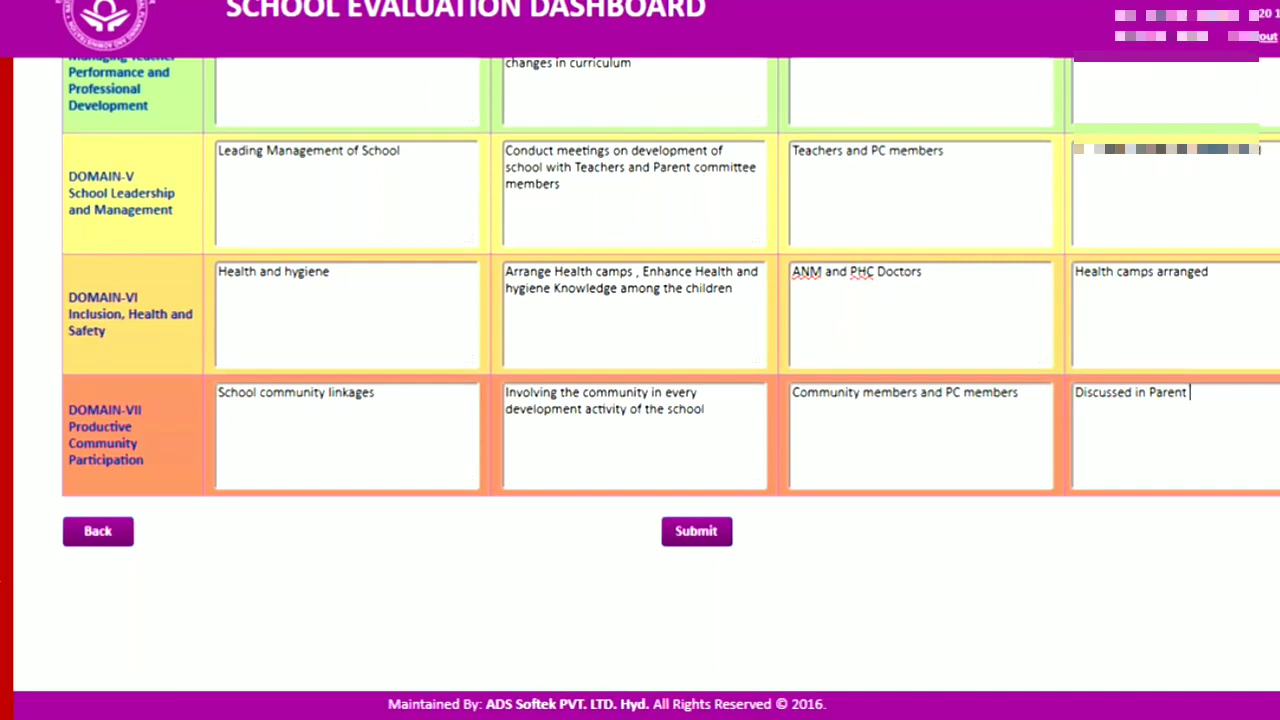 SCHOOL EVALUATION DASHBOARD
20 1
out
Managing Teacher
Performance and
Professional
Development
changes in curriculum
DOMAIN-V
School Leadership
and Management
Leading Management of School
Conduct meetings on development of
school with Teachers and Parent committee
members
Teachers and PC members
DOMAIN-VI
Inclusion, Health and
Safety
Health and hygiene
Arrange Health camps , Enhance Health and
hygiene Knowledge among the children
ANM and PHC Doctors
Health camps arranged
DOMAIN-VII
Productive
Community
Participation
School community linkages
Involving the community in every
development activity of the school
Community members and PC members
Discussed in Parent
Back
Submit
Maintained By: ADS Softek PVT. LTD. Hyd. All Rights Reserved © 2016.